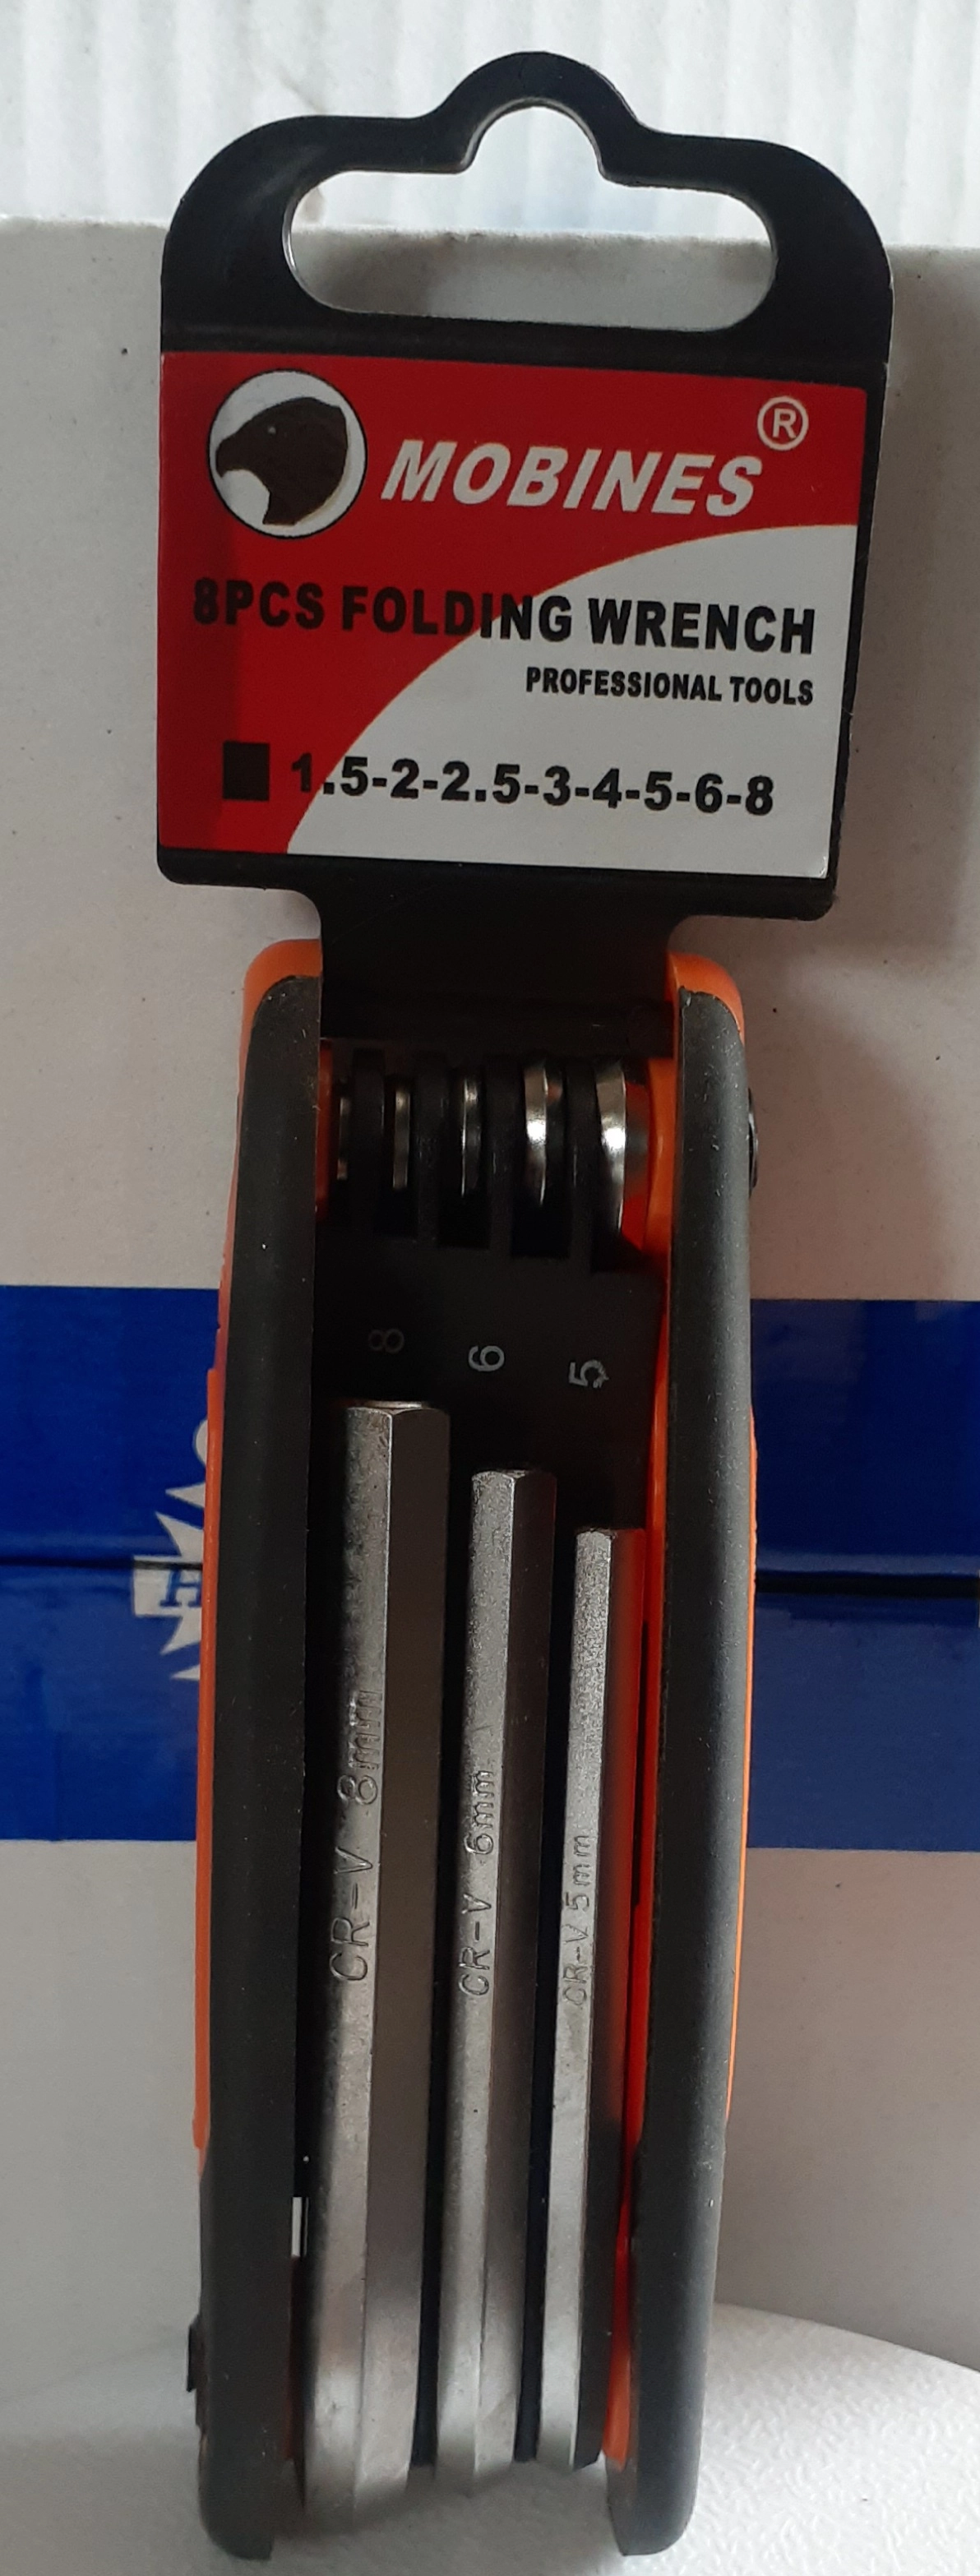 MOBINES ®
8PCS FOLDING WRENCH
PROFESSIONAL TOOLS
1.5-2-2.5-3-4-5-6-8
8
6
5
CR-V 8mm
CR-V 6mm
CR-V 5mm